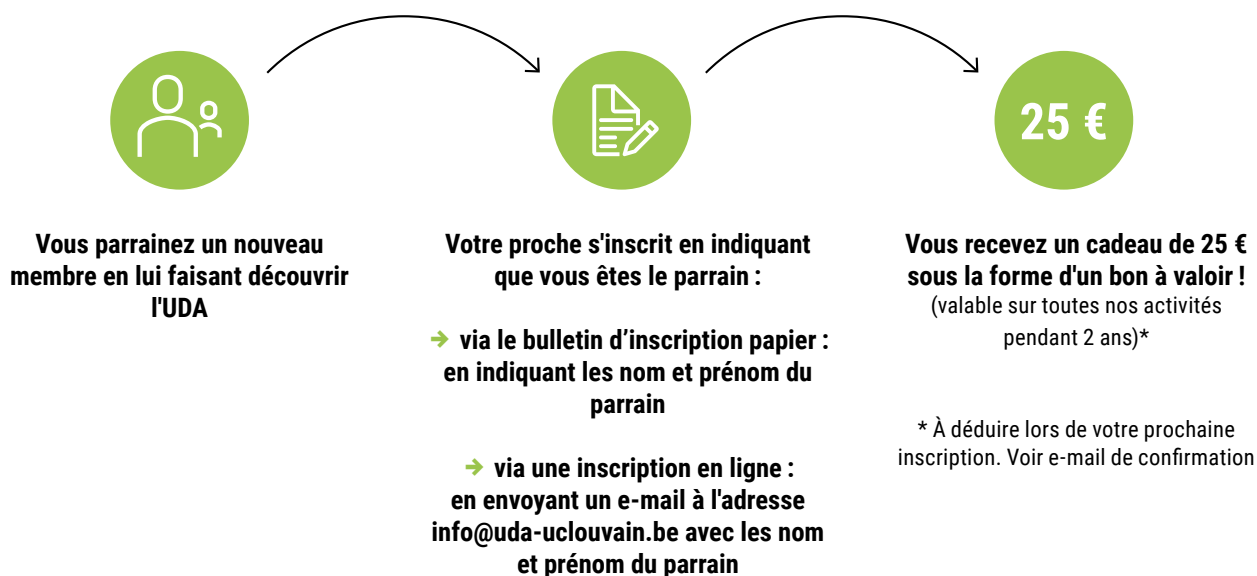 25 €
Vous parrainez un nouveau
membre en lui faisant découvrir
l'UDA
Votre proche s'inscrit en indiquant
que vous êtes le parrain :
➔ via le bulletin d’inscription papier :
en indiquant les nom et prénom du
parrain
➔ via une inscription en ligne :
en envoyant un e-mail à l'adresse
info@uda-uclouvain.be avec les nom
et prénom du parrain
Vous recevez un cadeau de 25 €
sous la forme d'un bon à valoir !
(valable sur toutes nos activités
pendant 2 ans)*
* À déduire lors de votre prochaine
inscription. Voir e-mail de confirmation